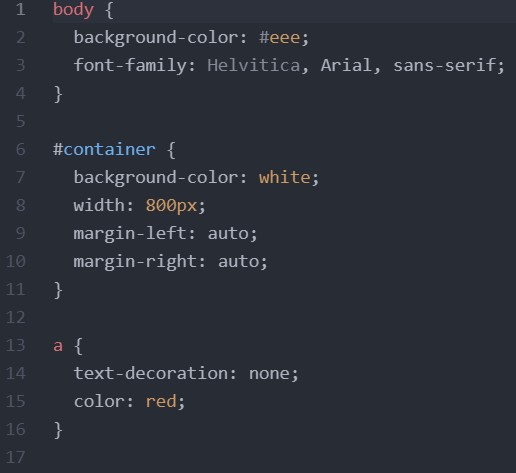 1 body {
2   background-color: #eee;
3   font-family: Helvitica, Arial, sans-serif;
4 }
5
6 #container {
7   background-color: white;
8   width: 800px;
9   margin-left: auto;
10   margin-right: auto;
11 }
12
13 a {
14   text-decoration: none;
15   color: red;
16 }
17